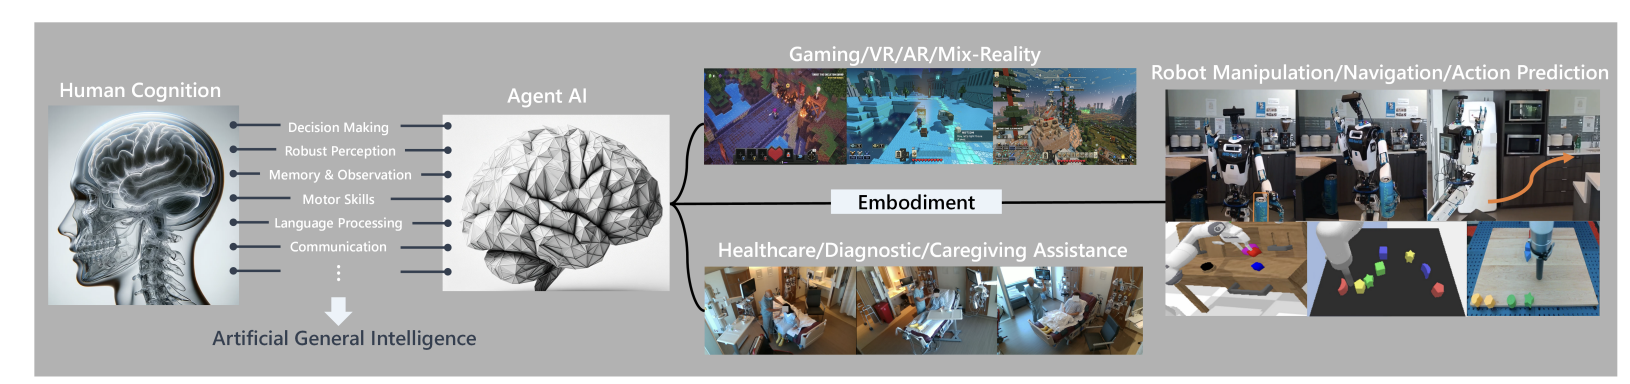 Human Cognition
Decision Making
Robust Perception
Memory & Observation
Motor Skills
Language Processing
Communication
Artificial General Intelligence
Agent AI
Gaming/VR/AR/Mix-Reality
Embodiment
Healthcare/Diagnostic/Caregiving Assistance
Robot Manipulation/Navigation/Action Prediction